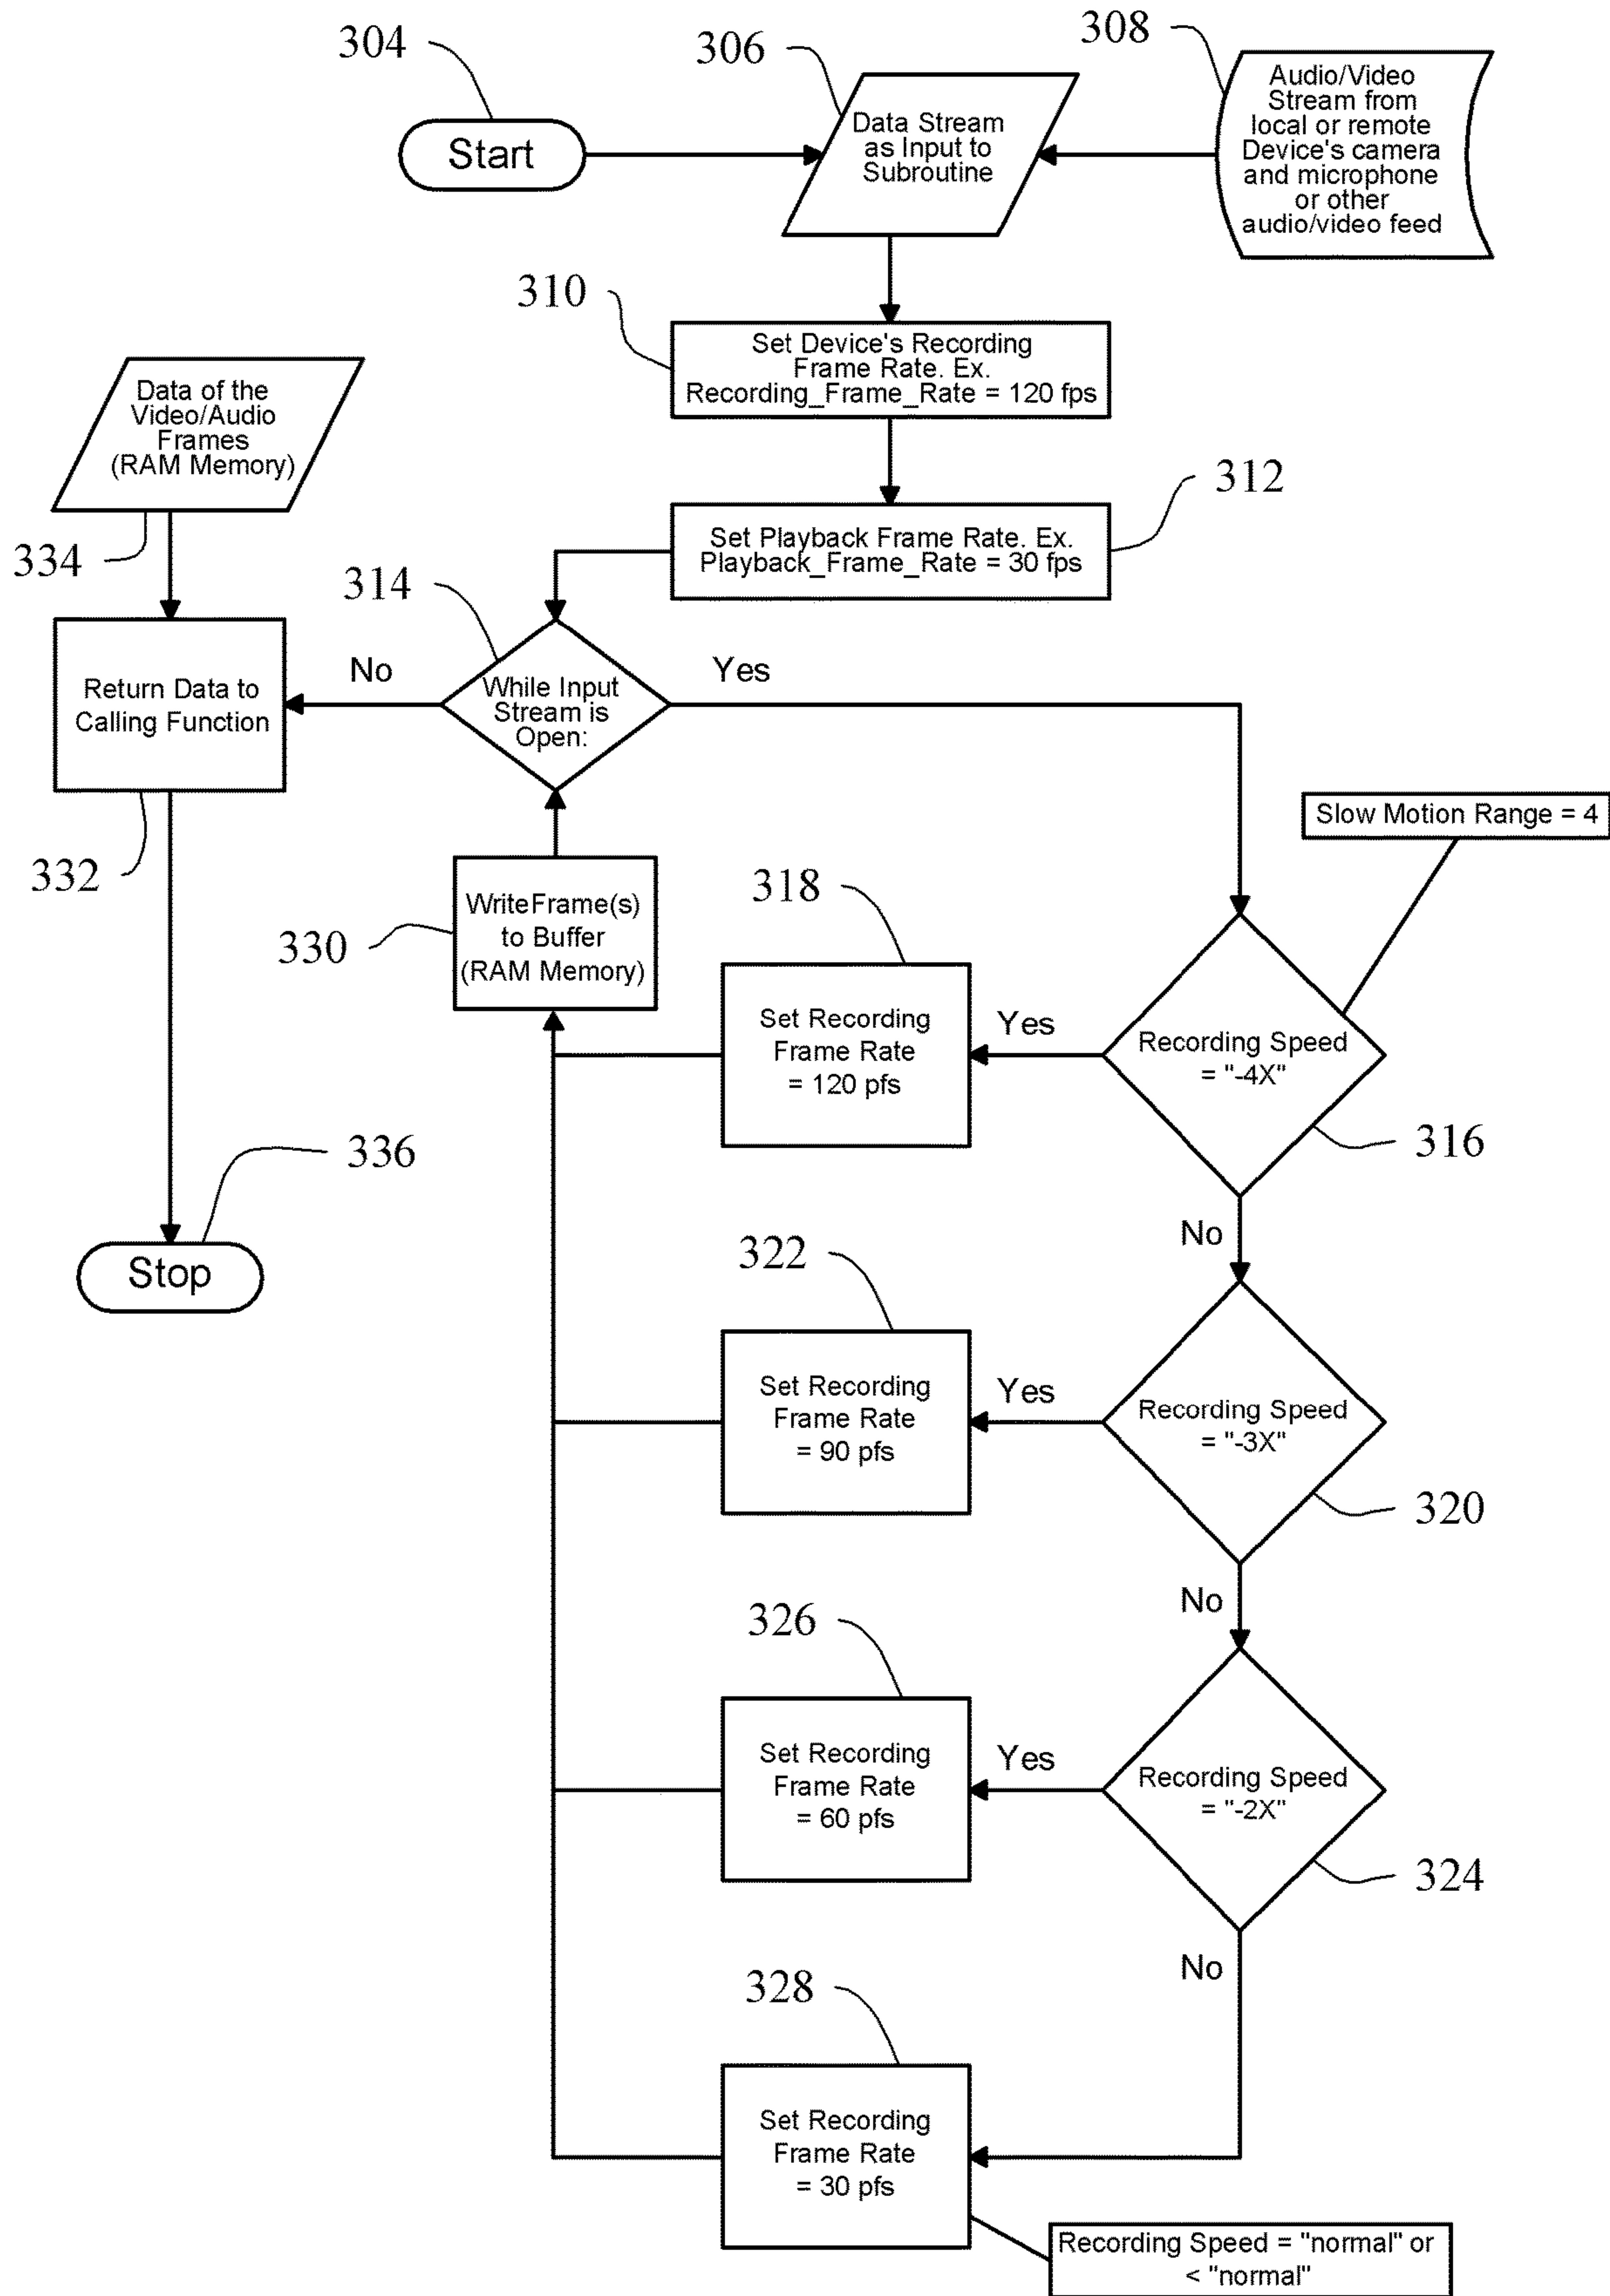 304
Start
306
Data Stream
as Input to
Subroutine
308
Audio/Video
Stream from
local or remote
Device's camera
and microphone
or other
audio/video feed
310
Set Device's Recording
Frame Rate. Ex.
Recording_Frame_Rate = 120 fps
312
Set Playback Frame Rate. Ex.
Playback_Frame_Rate = 30 fps
Data of the
Video/Audio
Frames
(RAM Memory)
334
314
While Input
Stream is
Open:
No
Yes
Return Data to
Calling Function
332
Slow Motion Range = 4
WriteFrame(s)
to Buffer
(RAM Memory)
330
318
Set Recording
Frame Rate
= 120 pfs
Yes
Recording Speed
= "-4X"
316
No
336
Stop
322
Set Recording
Frame Rate
= 90 pfs
Yes
Recording Speed
= "-3X"
320
No
326
Set Recording
Frame Rate
= 60 pfs
Yes
Recording Speed
= "-2X"
324
No
328
Set Recording
Frame Rate
= 30 pfs
Recording Speed = "normal" or
< "normal"